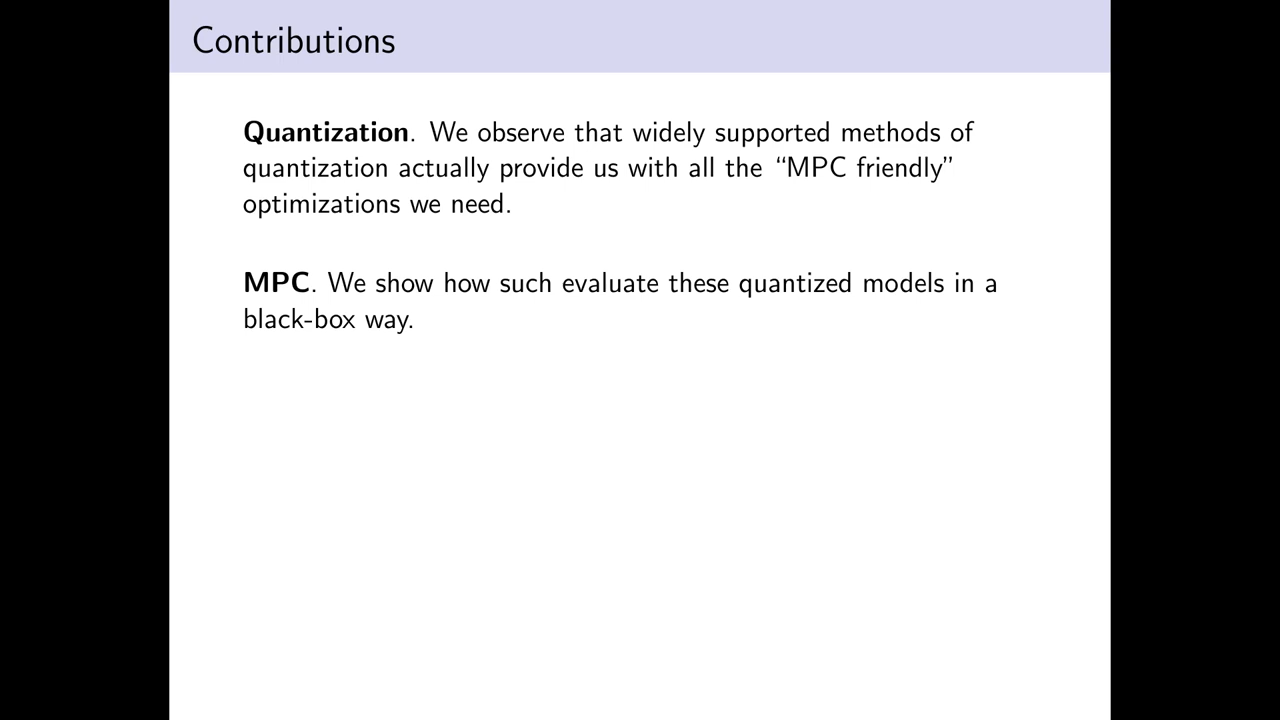 Contributions
Quantization. We observe that widely supported methods of
quantization actually provide us with all the “MPC friendly”
optimizations we need.
MPC. We show how such evaluate these quantized models in a
black-box way.